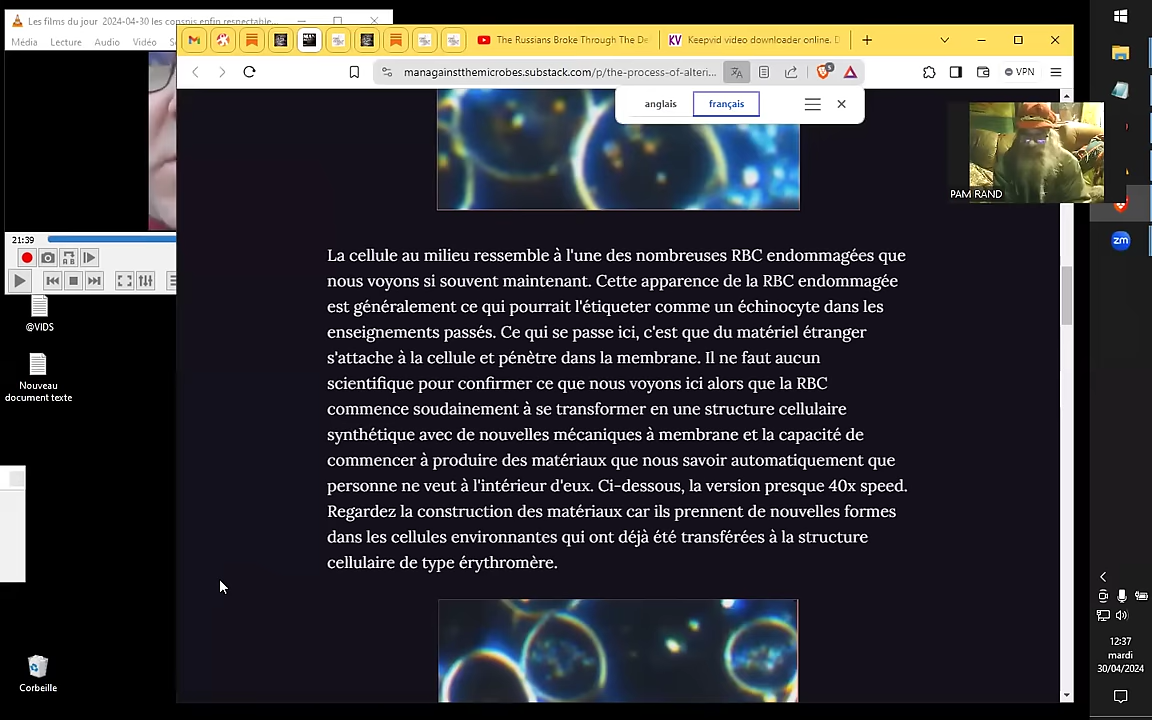 Les films du jour 2024-04-30 les conspis enfin respectable...
Média Lecture Audio Vidéo
The Russians Broke Through The De
KV Keepvid video downloader online. D
managainstthemicrobes.substack.com/p/the-process-of-alteri...
VPN
anglais français
PAM RAND
zm
21:39
@VIDS
Nouveau
document texte
Corbeille
La cellule au milieu ressemble à l'une des nombreuses RBC endommagées que
nous voyons si souvent maintenant. Cette apparence de la RBC endommagée
est généralement ce qui pourrait l'étiqueter comme un échinocyte dans les
enseignements passés. Ce qui se passe ici, c'est que du matériel étranger
s'attache à la cellule et pénètre dans la membrane. Il ne faut aucun
scientifique pour confirmer ce que nous voyons ici alors que la RBC
commence soudainement à se transformer en une structure cellulaire
synthétique avec de nouvelles mécaniques à membrane et la capacité de
commencer à produire des matériaux que nous savoir automatiquement que
personne ne veut à l'intérieur d'eux. Ci-dessous, la version presque 40x speed.
Regardez la construction des matériaux car ils prennent de nouvelles formes
dans les cellules environnantes qui ont déjà été transférées à la structure
cellulaire de type érythromère.
12:37
mardi
30/04/2024